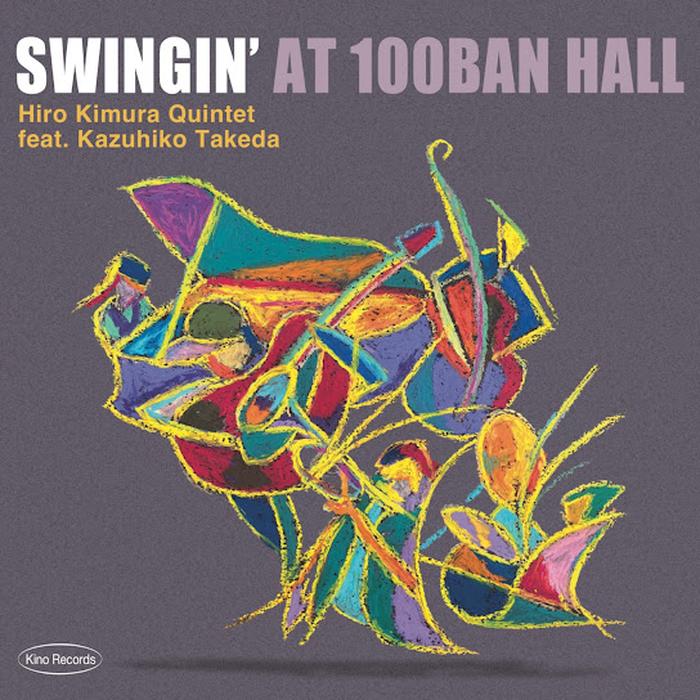 SWINGIN’ AT 100BAN HALL
Hiro Kimura Quintet
feat. Kazuhiko Takeda
Kino Records